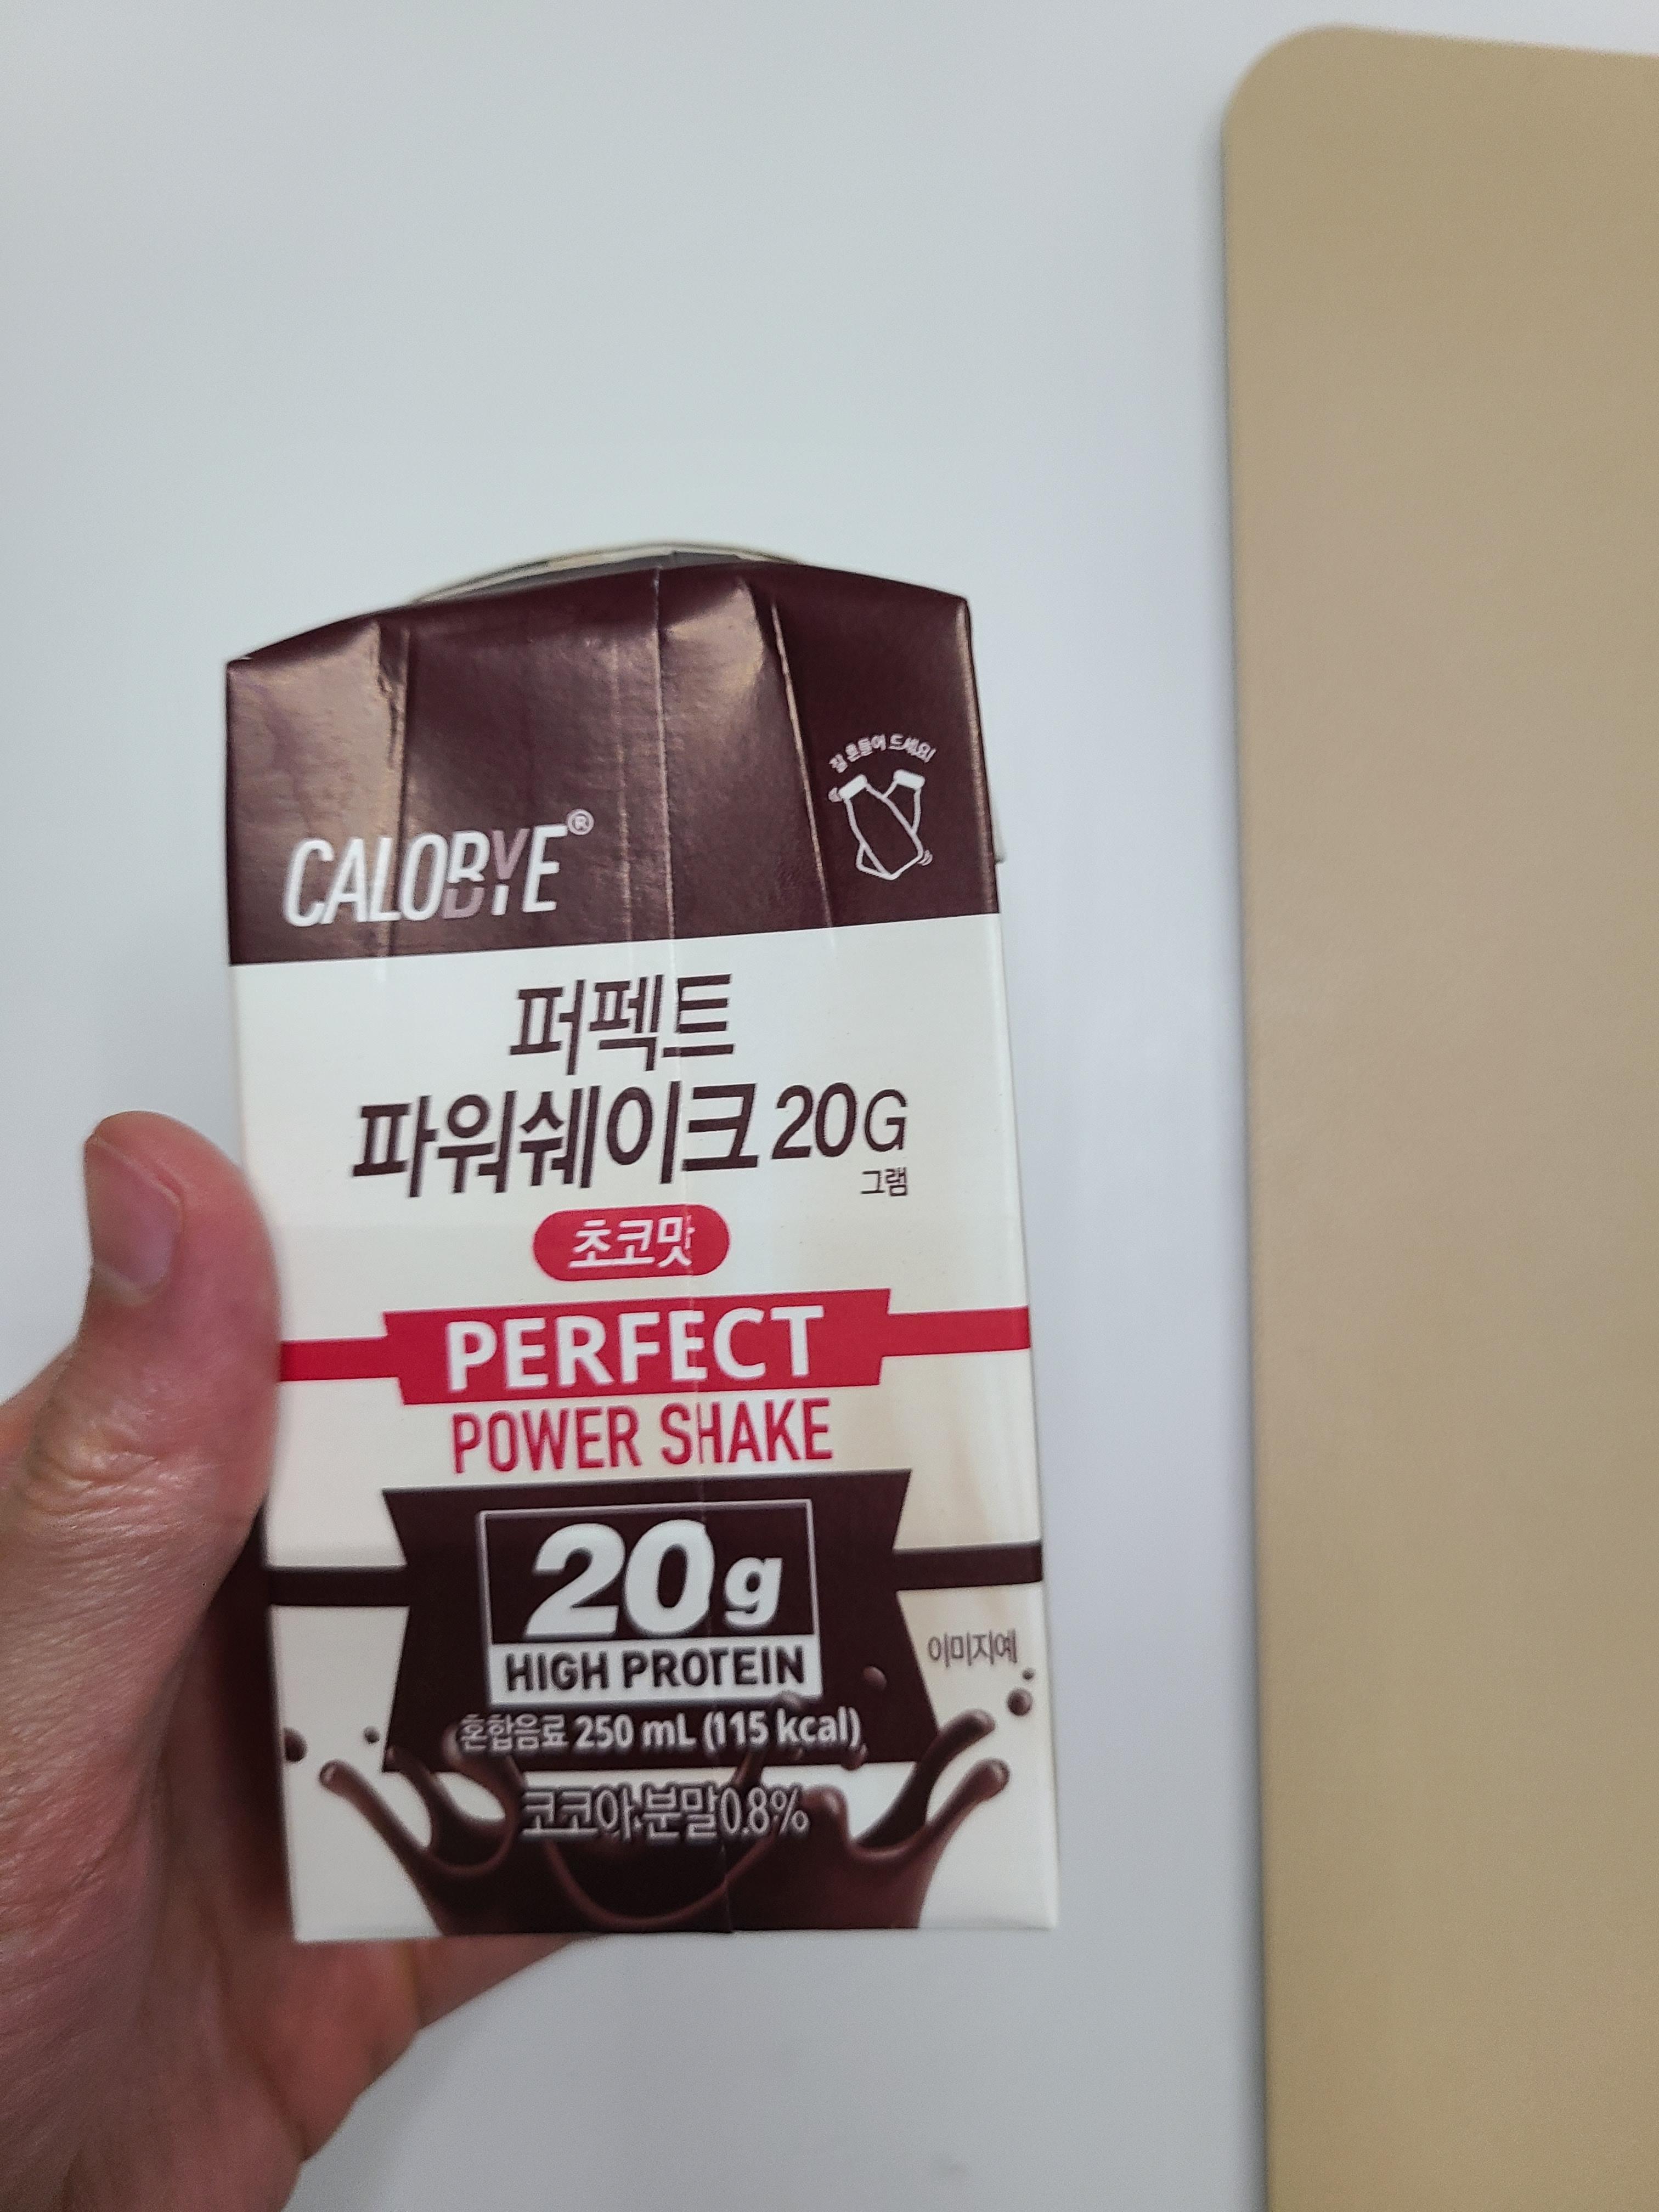 잘 흔들어 드세요!
CALOBYE®
퍼펙트
파워쉐이크 20G
그램
초코맛
PERFECT
POWER SHAKE
20g
HIGH PROTEIN
이미지예
혼합음료 250 mL (115 kcal)
코코아분말0.8%